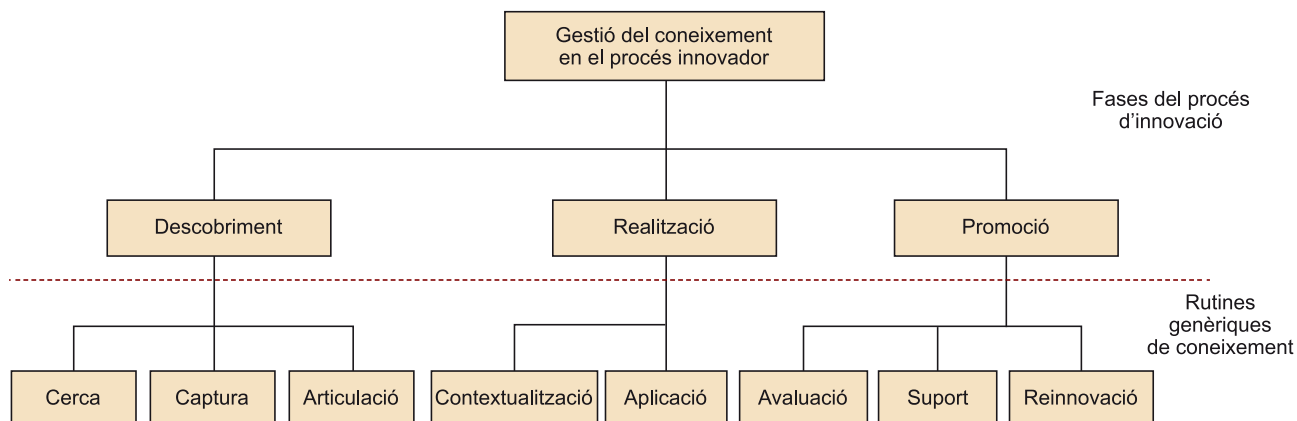 Gestió del coneixement
en el procés innovador
Fases del procés
d’innovació
Descobriment
Realització
Promoció
Rutines
genèriques
de coneixement
Cerca
Captura
Articulació
Contextualització
Aplicació
Avaluació
Suport
Reinnovació